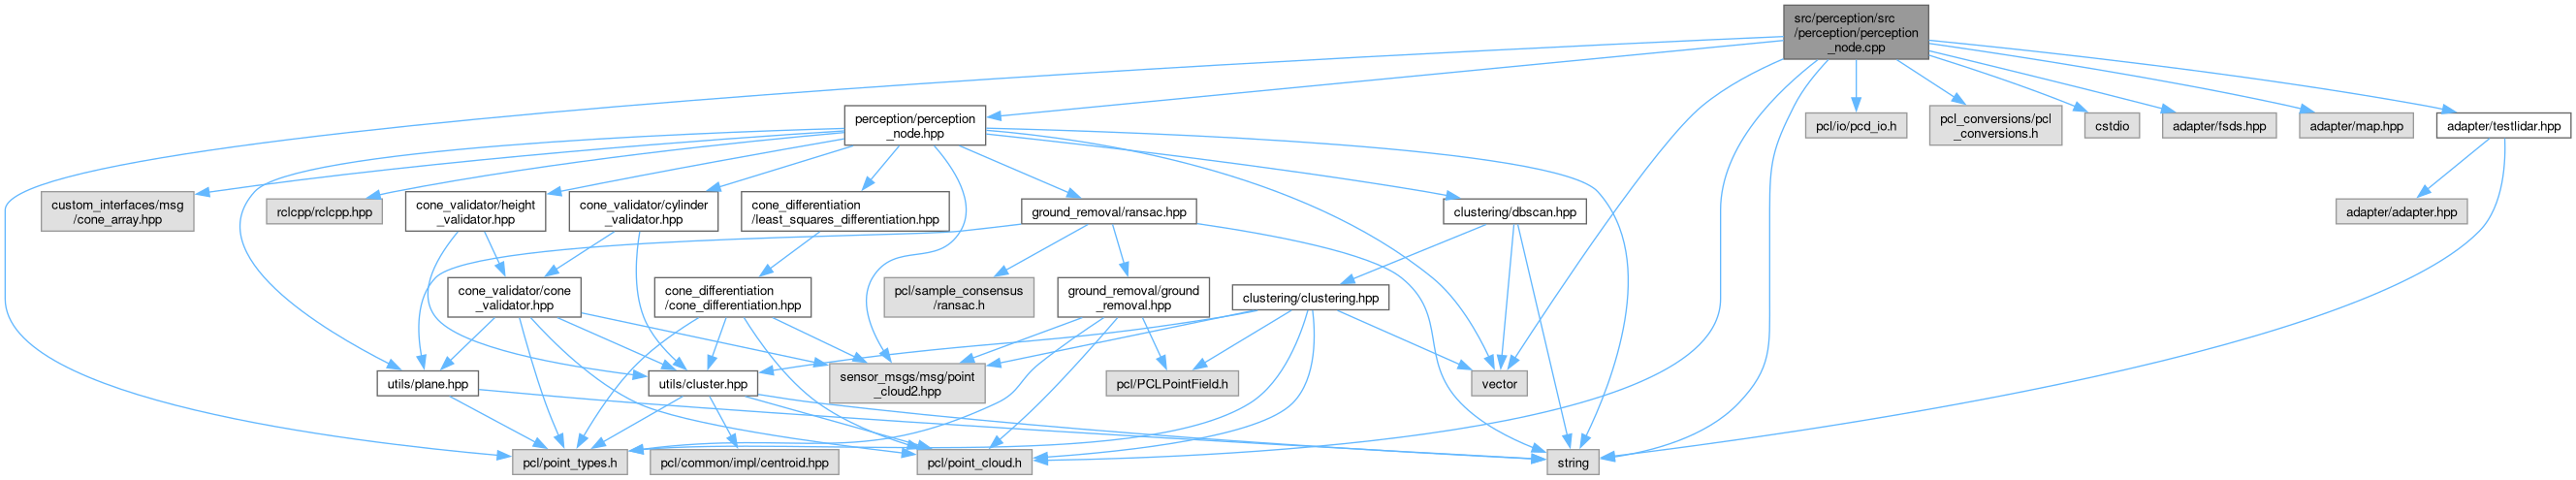 src/perception/src
/perception/perception
_node.cpp
perception/perception
_node.hpp
pcl/io/pcd_io.h
pcl_conversions/pcl
_conversions.h
cstdio
adapter/fsds.hpp
adapter/map.hpp
adapter/testlidar.hpp
custom_interfaces/msg
/cone_array.hpp
rclcpp/rclcpp.hpp
cone_validator/height
_validator.hpp
cone_validator/cylinder
_validator.hpp
cone_differentiation
/least_squares_differentiation.hpp
ground_removal/ransac.hpp
clustering/dbscan.hpp
adapter/adapter.hpp
cone_validator/cone
_validator.hpp
cone_differentiation
/cone_differentiation.hpp
pcl/sample_consensus
/ransac.h
ground_removal/ground
_removal.hpp
clustering/clustering.hpp
utils/plane.hpp
utils/cluster.hpp
sensor_msgs/msg/point
_cloud2.hpp
pcl/PCLPointField.h
vector
pcl/point_types.h
pcl/common/impl/centroid.hpp
pcl/point_cloud.h
string